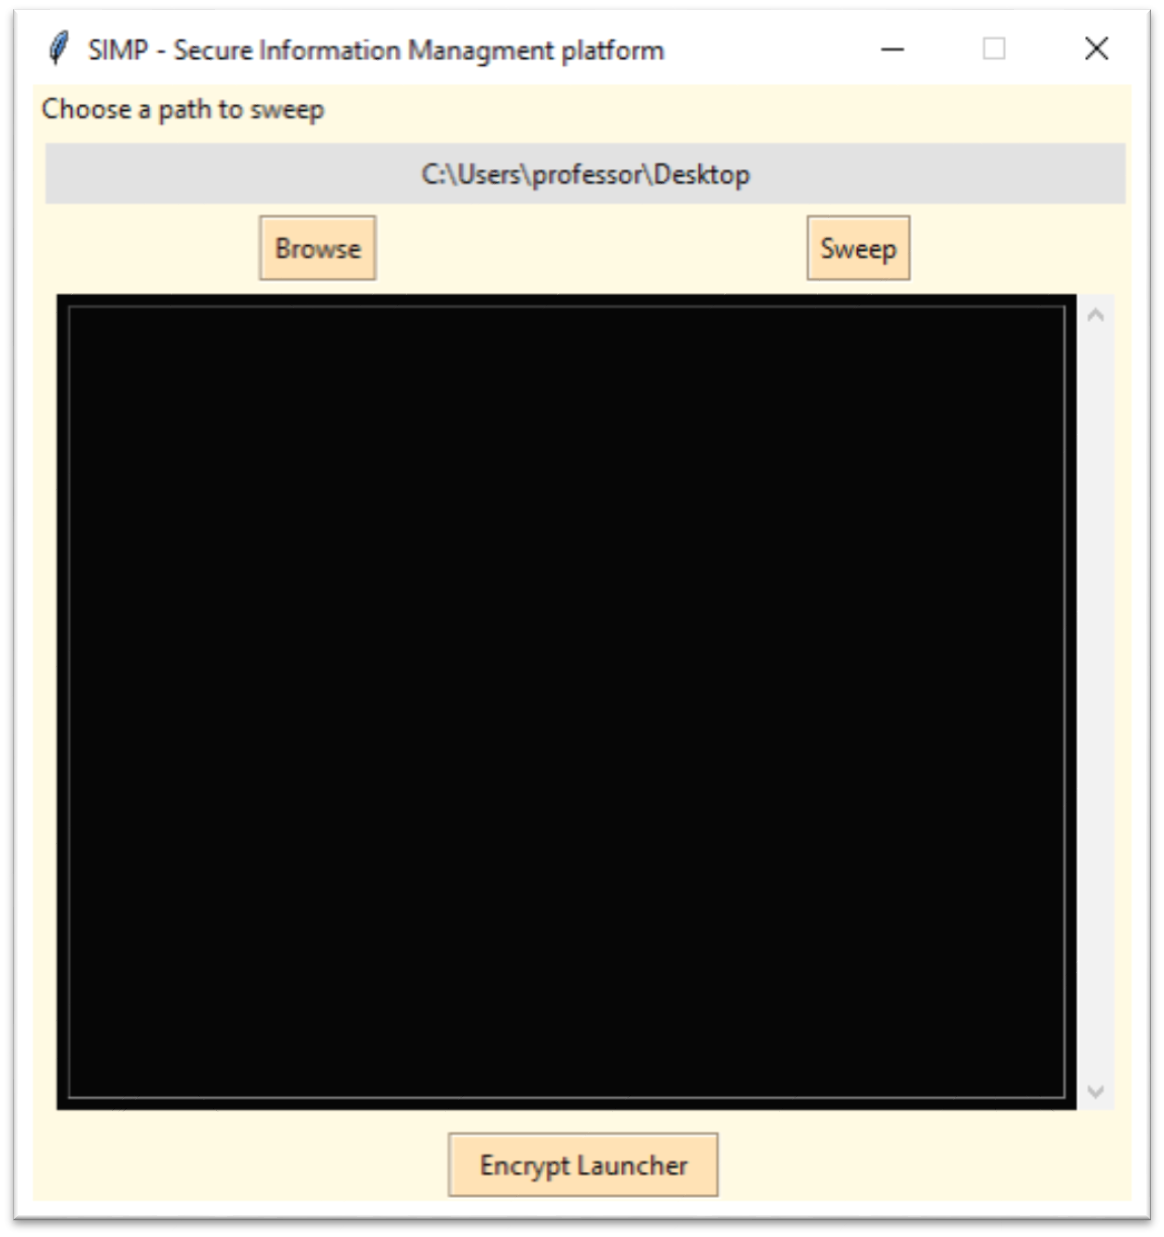 SIMP - Secure Information Managment platform
Choose a path to sweep
C:\Users\professor\Desktop
Browse
Sweep
Encrypt Launcher